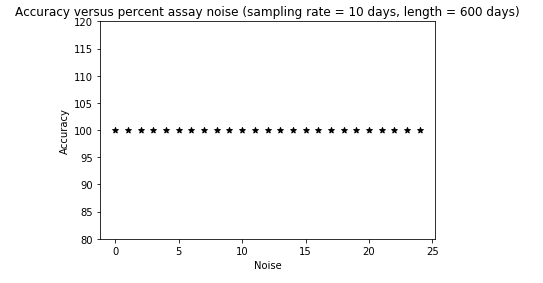 Accuracy versus percent assay noise (sampling rate = 10 days, length = 600 days)
120
115
110
105
100
95
90
85
80
Accuracy
0 5 10 15 20 25
Noise